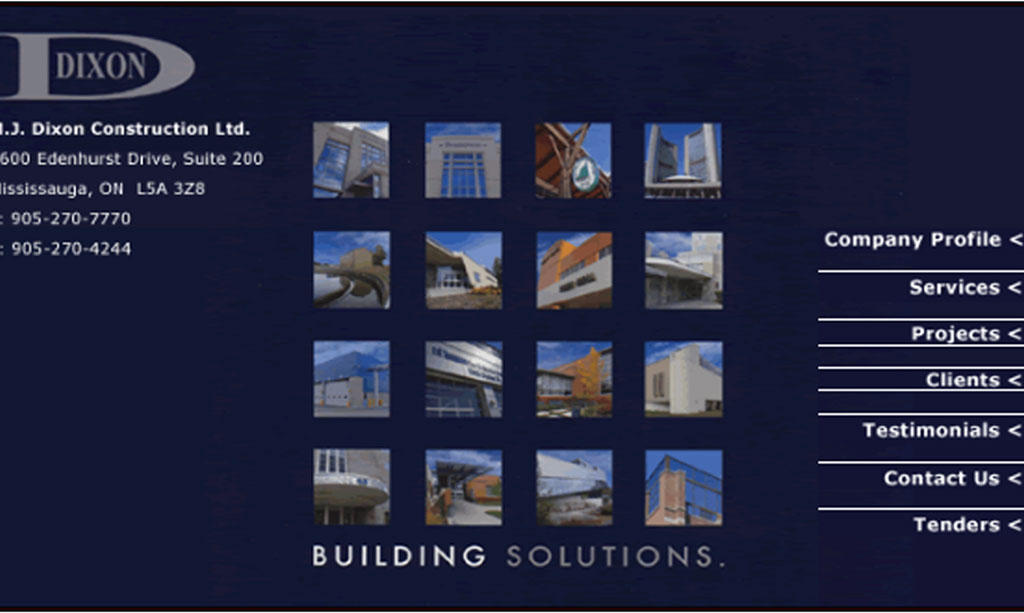 DIXON
.J. Dixon Construction Ltd.
600 Edenhurst Drive, Suite 200
ississauga, ON L5A 3Z8
: 905-270-7770
: 905-270-4244
Company Profile <
Services <
Projects <
Clients <
Testimonials <
Contact Us <
Tenders <
BUILDING SOLUTIONS.